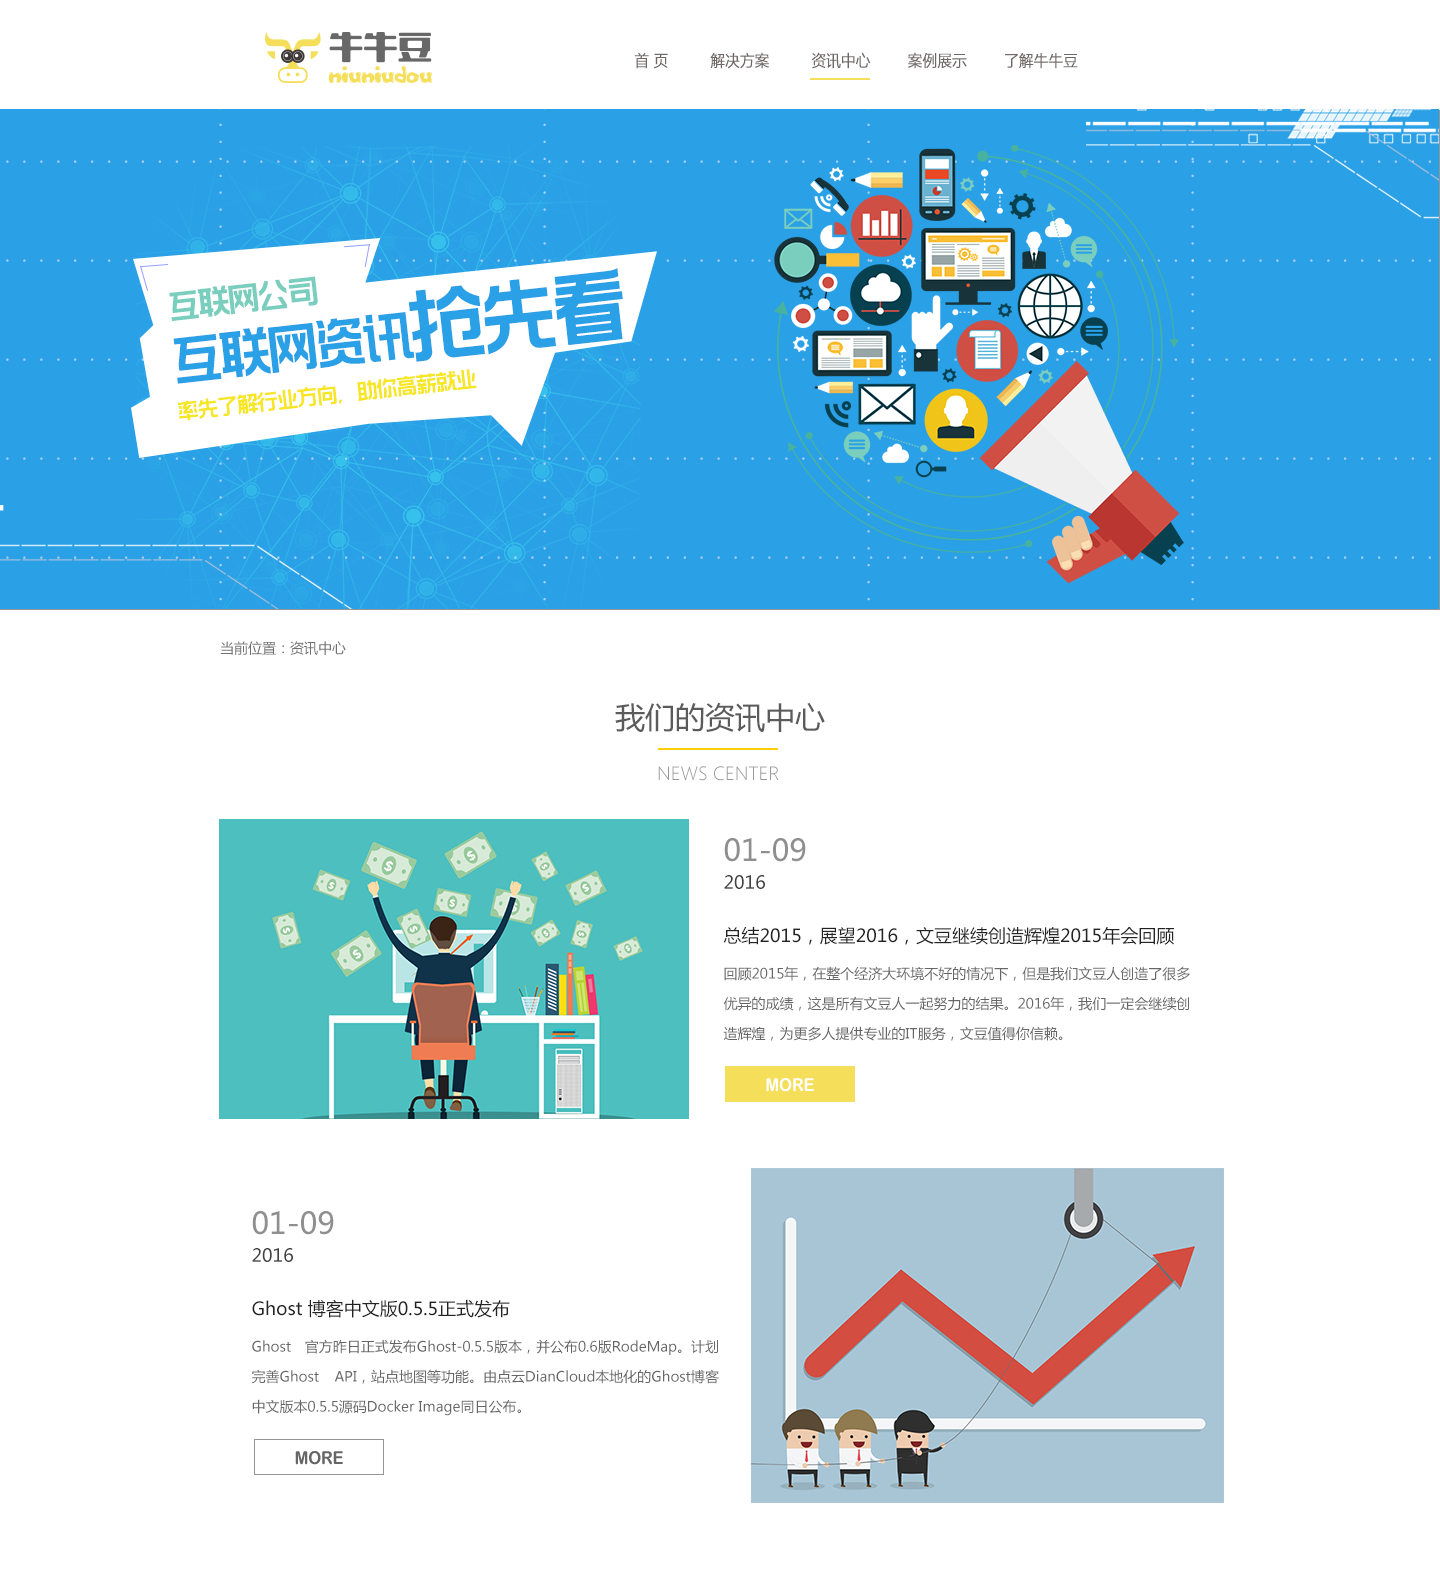 牛牛豆
niuniudou
首 页 解决方案 资讯中心 案例展示 了解牛牛豆
互联网公司
互联网资讯抢先看
率先了解行业方向，助你高薪就业
当前位置：资讯中心
我们的资讯中心
NEWS CENTER
01-09
2016
总结2015，展望2016，文豆继续创造辉煌2015年会回顾
回顾2015年，在整个经济大环境不好的情况下，但是我们文豆人创造了很多
优异的成绩，这是所有文豆人一起努力的结果。2016年，我们一定会继续创
造辉煌，为更多人提供专业的IT服务，文豆值得你信赖。
MORE
01-09
2016
Ghost 博客中文版0.5.5正式发布
Ghost 官方昨日正式发布Ghost-0.5.5版本，并公布0.6版RodeMap。计划
完善Ghost API，站点地图等功能。由点云DianCloud本地化的Ghost博客
中文版本0.5.5源码Docker Image同日公布。
MORE